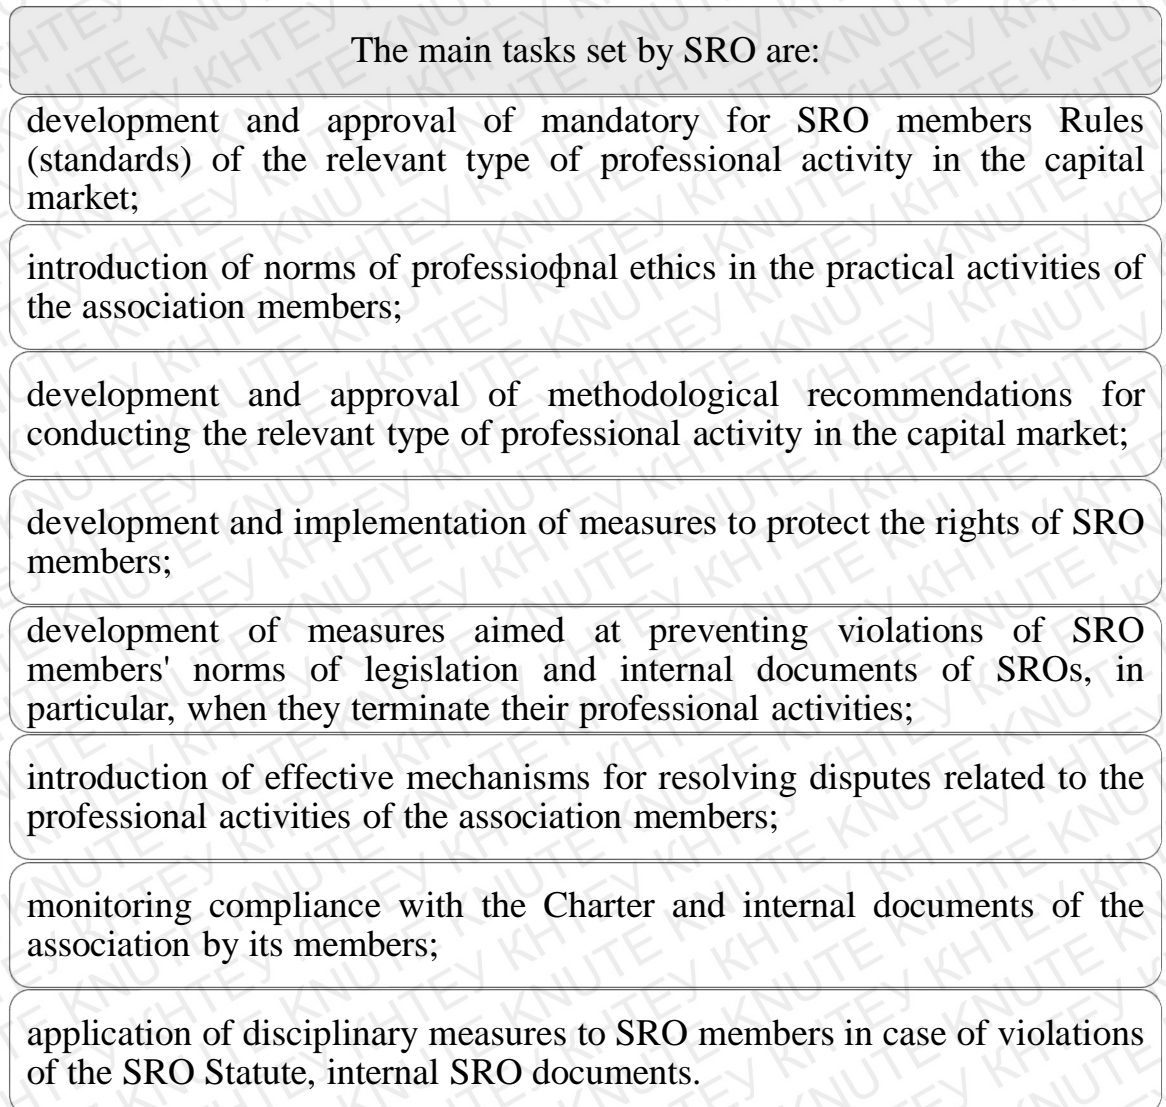 The main tasks set by SRO are:
development and approval of mandatory for SRO members Rules
(standards) of the relevant type of professional activity in the capital
market;
introduction of norms of professioфnal ethics in the practical activities of
the association members;
development and approval of methodological recommendations for
conducting the relevant type of professional activity in the capital market;
development and implementation of measures to protect the rights of SRO
members;
development of measures aimed at preventing violations of SRO
members' norms of legislation and internal documents of SROs, in
particular, when they terminate their professional activities;
introduction of effective mechanisms for resolving disputes related to the
professional activities of the association members;
monitoring compliance with the Charter and internal documents of the
association by its members;
application of disciplinary measures to SRO members in case of violations
of the SRO Statute, internal SRO documents.